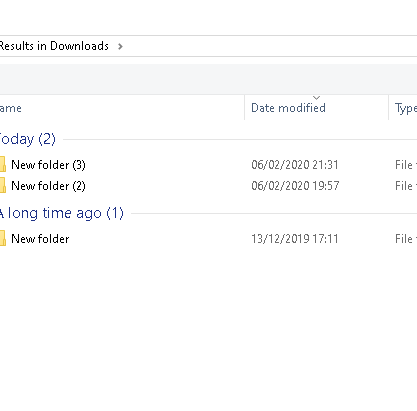 Results in Downloads
ame Date modified Type
Today (2)
New folder (3) 06/02/2020 21:31 File
New folder (2) 06/02/2020 19:57 File
A long time ago (1)
New folder 13/12/2019 17:11 File